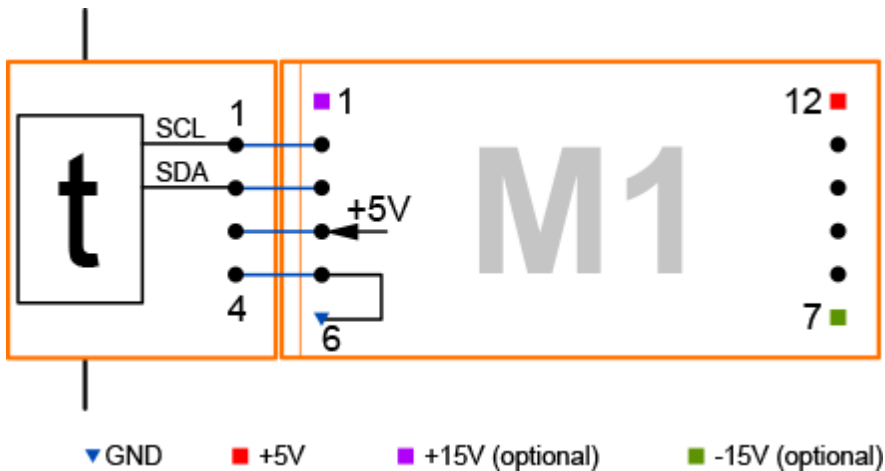 1
1
12
SCL
t
SDA
M1
+5V
4
6
7
GND
+5V
+15V (optional)
-15V (optional)